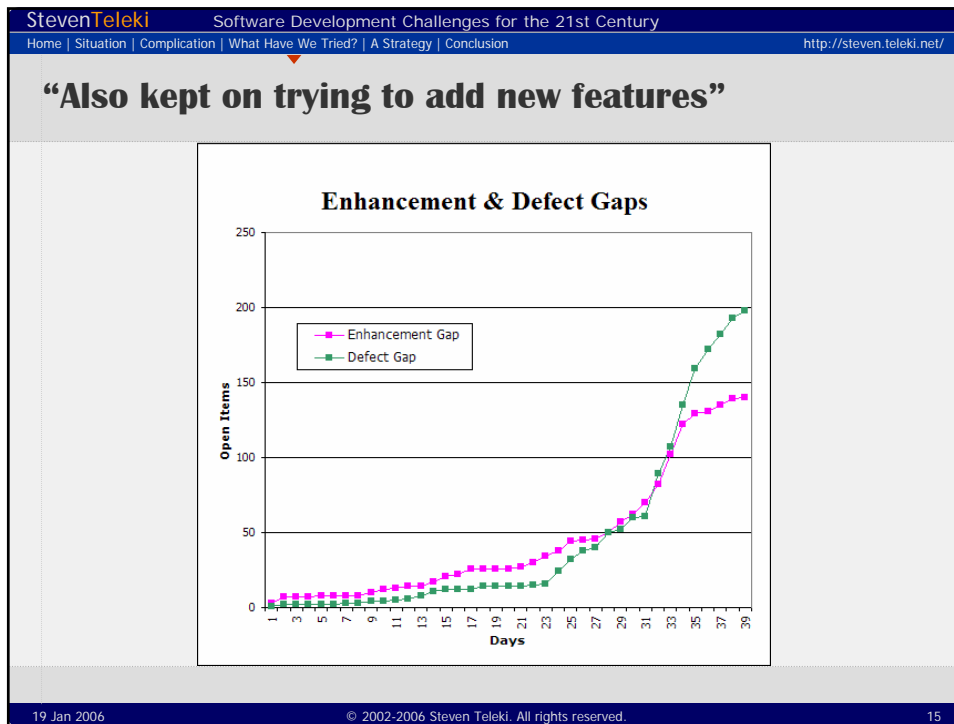 StevenTeleki Software Development Challenges for the 21st Century
Home | Situation | Complication | What Have We Tried? | A Strategy | Conclusion http://steven.teleki.net/
“Also kept on trying to add new features”
Enhancement & Defect Gaps
250
200
150
100
50
0
Open Items
Enhancement Gap
Defect Gap
1 3 5 7 9 11 13 15 17 19 21 23 25 27 29 31 33 35 37 39
Days
19 Jan 2006 © 2002-2006 Steven Teleki. All rights reserved. 15